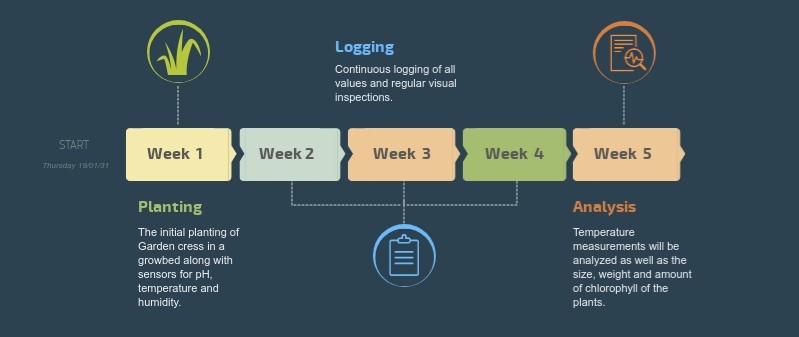 Logging
Continuous logging of all
values and regular visual
inspections.
START
Thursday 19/01/31
Week 1
Week 2
Week 3
Week 4
Week 5
Planting
The initial planting of
Garden cress in a
growbed along with
sensors for pH,
temperature and
humidity.
Analysis
Temperature
measurements will be
analyzed as well as the
size, weight and amount
of chlorophyll of the
plants.